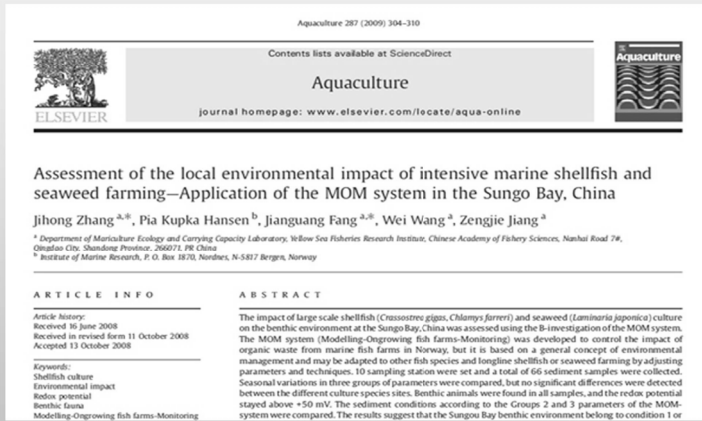 Aquaculture 287 (2009) 304–310
Contents lists available at ScienceDirect
Aquaculture
journal homepage: www.elsevier.com/locate/aqua-online
ELSEVIER
Aquaculture
Assessment of the local environmental impact of intensive marine shellfish and
seaweed farming—Application of the MOM system in the Sungo Bay, China
Jihong Zhang a,*, Pia Kupka Hansen b, Jianguang Fang a,*, Wei Wang a, Zengjie Jiang a
a Department of Mariculture Ecology and Carrying Capacity Laboratory, Yellow Sea Fisheries Research Institute, Chinese Academy of Fishery Sciences, Nanhai Road 7#,
Qingdao City, Shandong Province, 266071, PR China
b Institute of Marine Research, P. O. Box 1870, Nordnes, N-5817 Bergen, Norway
ARTICLE INFO
Article history:
Received 16 June 2008
Received in revised form 11 October 2008
Accepted 13 October 2008
Keywords:
Shellfish culture
Environmental impact
Redox potential
Benthic fauna
Modelling-Ongrowing fish farms-Monitoring
ABSTRACT
The impact of large scale shellfish (Crassostrea gigas, Chlamys farreri) and seaweed (Laminaria japonica) culture
on the benthic environment at the Sungo Bay, China was assessed using the B-investigation of the MOM system.
The MOM system (Modelling-Ongrowing fish farms-Monitoring) was developed to control the impact of
organic waste from marine fish farms in Norway, but it is based on a general concept of environmental
management and may be adapted to other fish species and longline shellfish or seaweed farming by adjusting
parameters and techniques. 10 sampling station were set and a total of 66 sediment samples were collected.
Seasonal variations in three groups of parameters were compared, but no significant differences were detected
between the different culture species sites. Benthic animals were found in all samples, and the redox potential
stayed above +50 mV. The sediment conditions according to the Groups 2 and 3 parameters of the MOM-
system were compared. The results suggest that the Sungou Bay benthic environment belong to condition 1 or